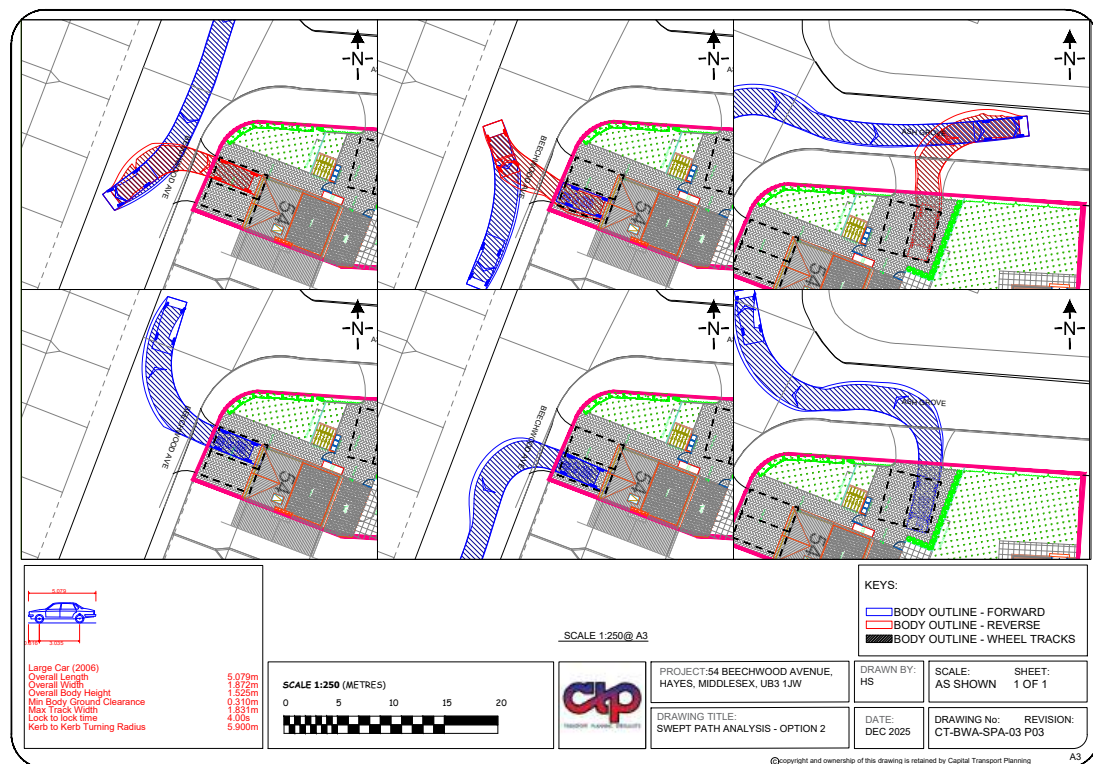 -N-
-N-
-N-
BEECHWOOD AVE
54
ASH GROVE
54
54
-N-
-N-
-N-
BEECHWOOD AVE
54
54
ASH GROVE
54
5.079
3.035
Large Car (2006)
Overall Length 5.079m
Overall Width 1.872m
Overall Body Height 1.525m
Min Body Ground Clearance 0.310m
Max Track Width 1.831m
Lock to lock time 4.00s
Kerb to Kerb Turning Radius 5.900m
SCALE 1:250@ A3
KEYS:
BODY OUTLINE - FORWARD
BODY OUTLINE - REVERSE
BODY OUTLINE - WHEEL TRACKS
SCALE 1:250 (METRES)
0 5 10 15 20
ctp
PROJECT:54 BEECHWOOD AVENUE,
HAYES, MIDDLESEX, UB3 1JW
DRAWING TITLE:
SWEPT PATH ANALYSIS - OPTION 2
DRAWN BY:
HS
DATE:
DEC 2025
SCALE: SHEET:
AS SHOWN 1 OF 1
DRAWING No: REVISION:
CT-BWA-SPA-03 P03
©copyright and ownership of this drawing is retained by Capital Transport Planning
A3